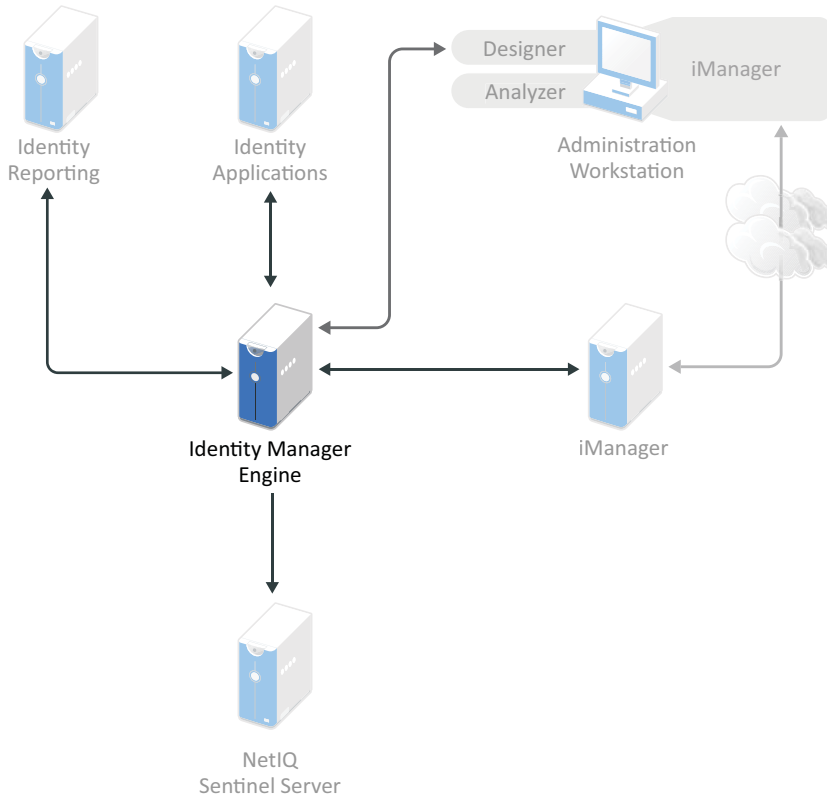 Designer
Analyzer
iManager
Identity
Reporting
Identity
Applications
Administration
Workstation
Identity Manager
Engine
iManager
NetIQ
Sentinel Server